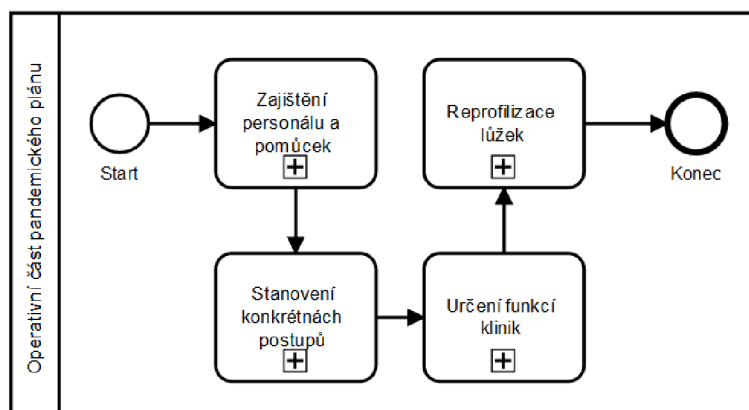 Operativní část pandemického plánu
Start
Zajištění
personálu a
pomůcek
Stanovení
konkrétnách
postupů
Určení funkcí
klinik
Reprofilizace
lůžek
Konec